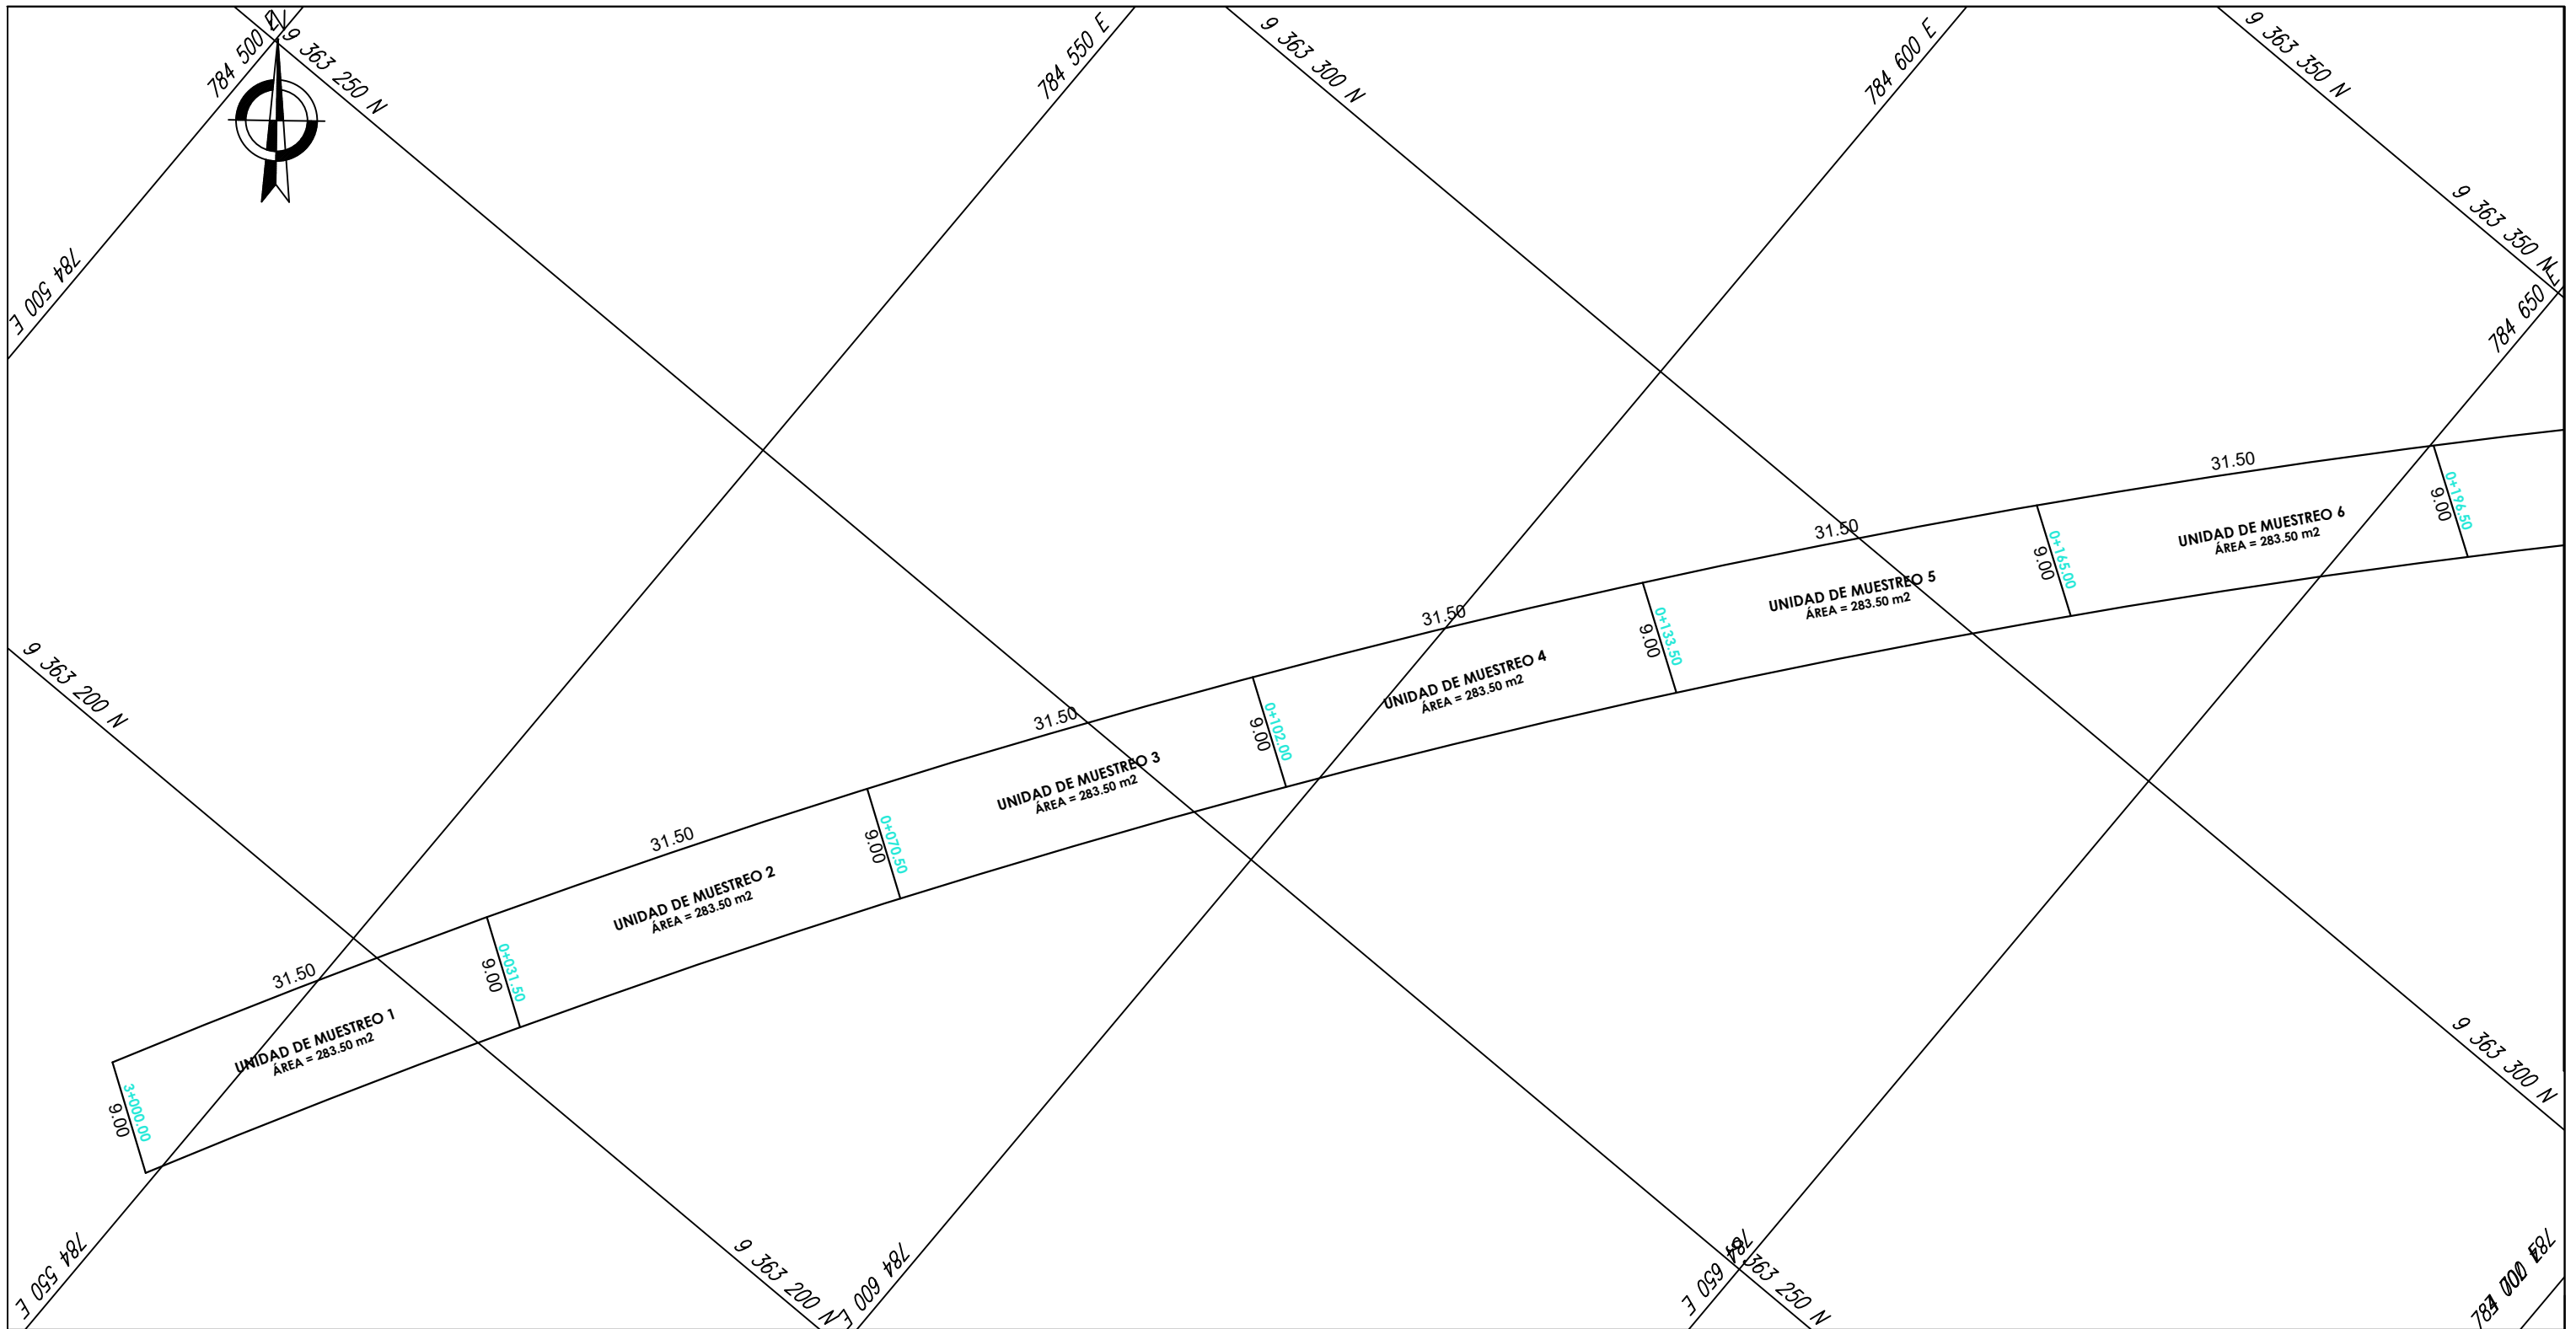 N
784 500 E
9 363 250 N
784 550 E
9 363 300 N
784 600 E
9 363 350 N
9 363 350 N
784 650 E
784 500 E
9 363 200 N
31.50
UNIDAD DE MUESTREO 6
ÁREA = 283.50 m2
9.00
0+196.50
31.50
UNIDAD DE MUESTREO 5
ÁREA = 283.50 m2
9.00
0+165.00
31.50
UNIDAD DE MUESTREO 4
ÁREA = 283.50 m2
9.00
0+133.50
31.50
UNIDAD DE MUESTREO 3
ÁREA = 283.50 m2
9.00
0+102.00
31.50
UNIDAD DE MUESTREO 2
ÁREA = 283.50 m2
9.00
0+070.50
31.50
UNIDAD DE MUESTREO 1
ÁREA = 283.50 m2
9.00
0+031.50
9.00
3+000.00
9 363 300 N
784 550 E
9 363 200 N
784 600 E
784 650 E
9 363 250 N
784